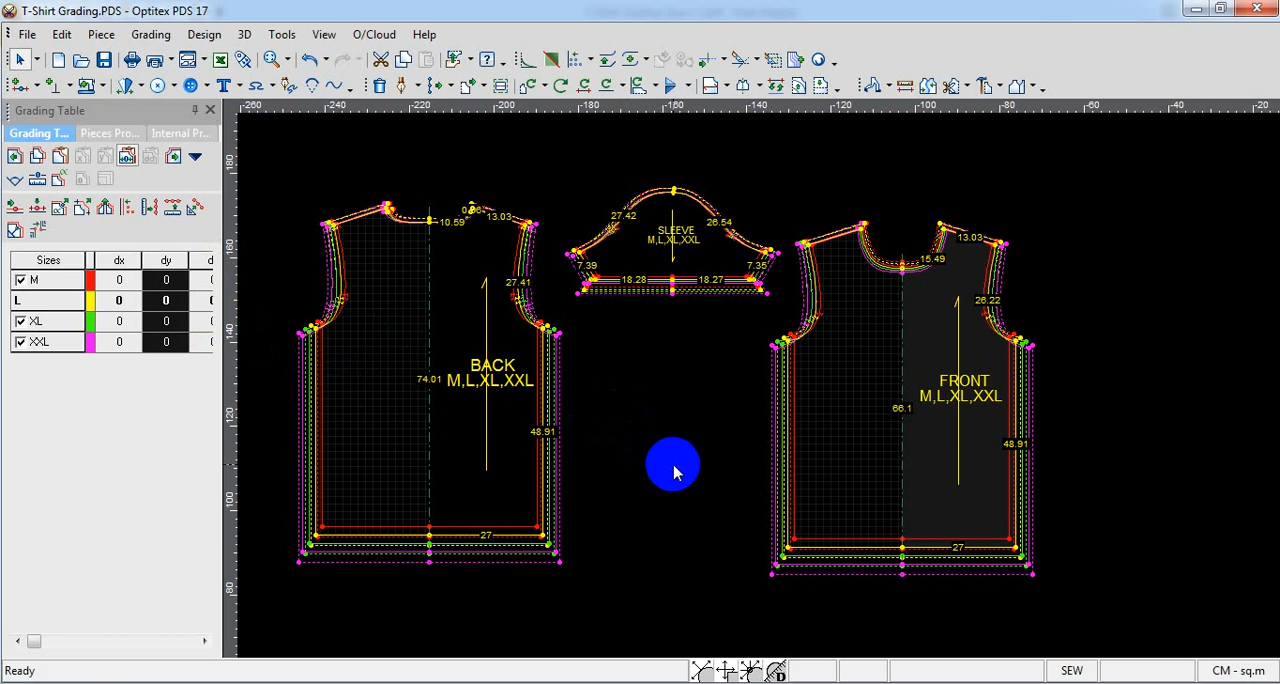 T-Shirt Grading.PDS - Optitex PDS 17
File Edit Piece Grading Design 3D Tools View O/Cloud Help
Grading Table
Grading T... Pieces Pro... Internal Pr...
Sizes dx dy d
M 0 0
L 0 0
XL 0 0
XXL 0 0
-260 -240 -220 -200 -180 -160 -140 -120 -100 -80 -60 -40 -20
180
160
140
120
100
80
10.59 13.03
27.41
BACK
M,L,XL,XXL
74.01
48.91
27
27.42 26.54
SLEEVE
M,L,XL,XXL
7.39 7.35
18.28 18.27
13.03
15.49
26.22
FRONT
M,L,XL,XXL
66.1
48.91
27
Ready SEW CM - sq.m